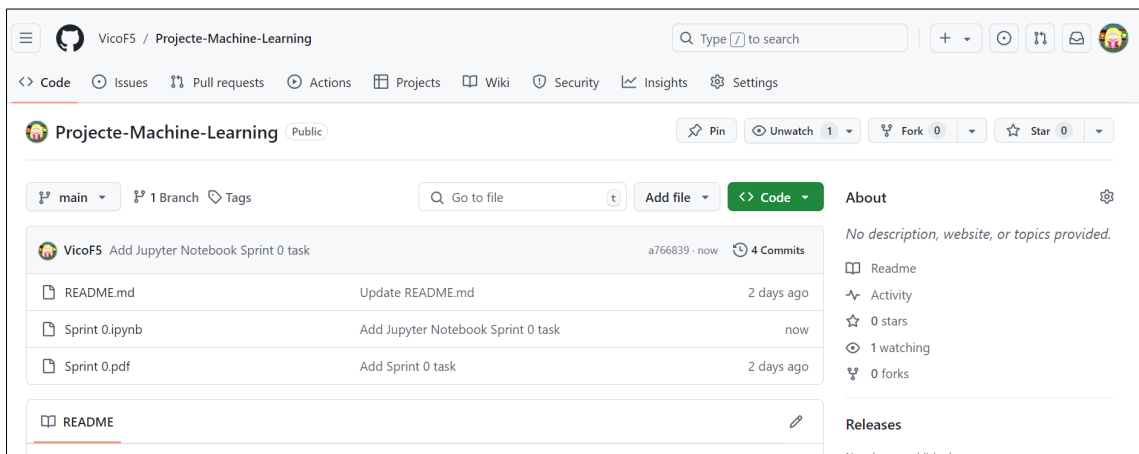 VicoF5 / Projecte-Machine-Learning
Type / to search
Code Issues Pull requests Actions Projects Wiki Security Insights Settings
Projecte-Machine-Learning Public
Pin Unwatch 1 Fork 0 Star 0
main 1 Branch Tags
Go to file t
Add file Code
VicoF5 Add Jupyter Notebook Sprint 0 task a766839 · now 4 Commits
README.md Update README.md 2 days ago
Sprint 0.ipynb Add Jupyter Notebook Sprint 0 task now
Sprint 0.pdf Add Sprint 0 task 2 days ago
README
About
No description, website, or topics provided.
Readme
Activity
0 stars
1 watching
0 forks
Releases